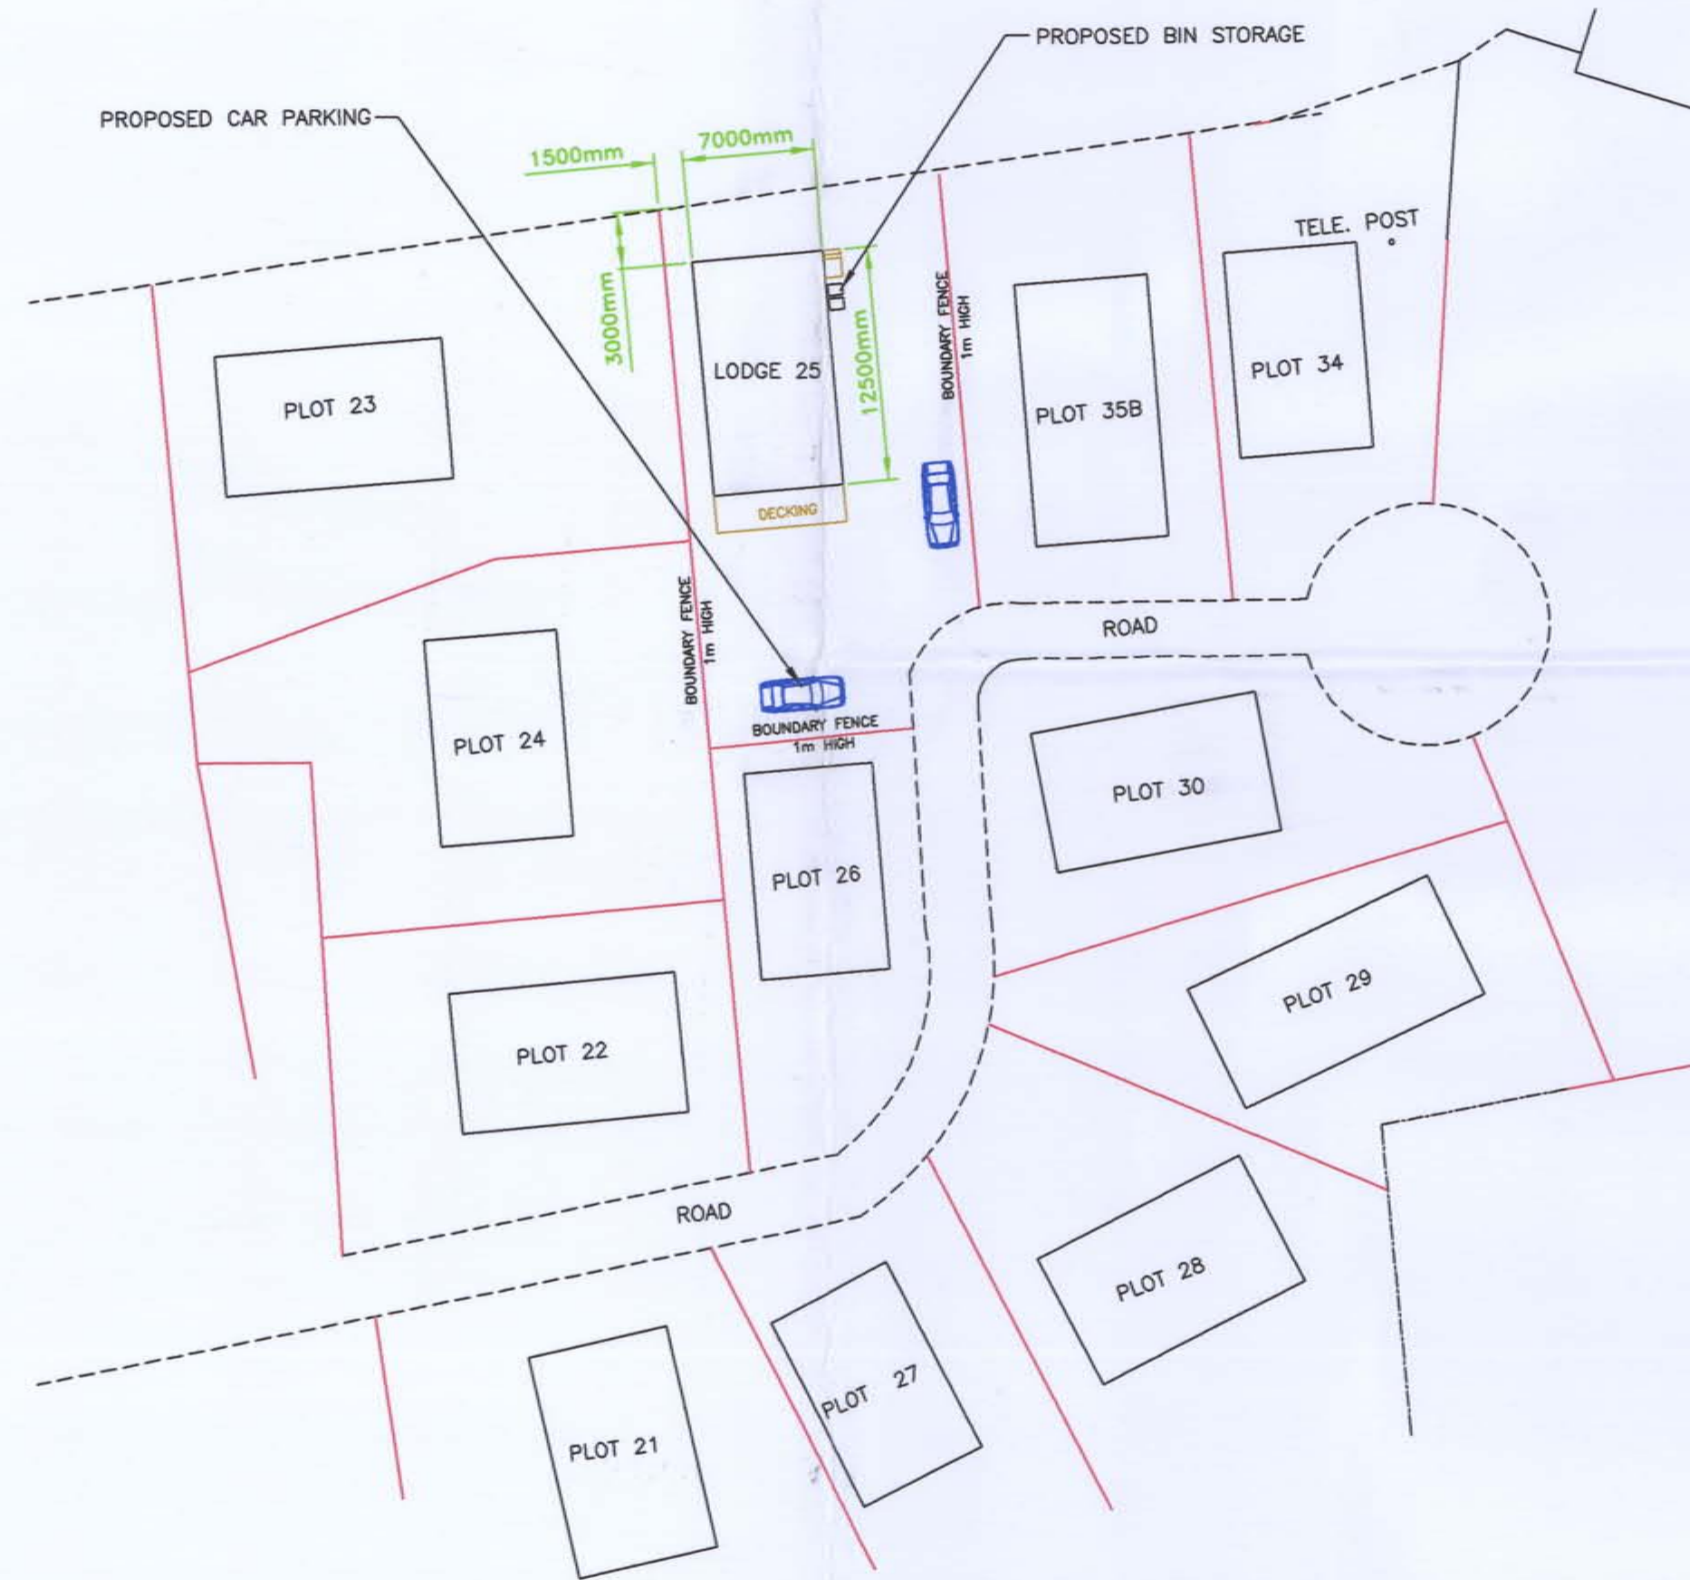 PROPOSED BIN STORAGE
PROPOSED CAR PARKING
7000mm
1500mm
TELE. POST
3000mm
LODGE 25
12500mm
BOUNDARY FENCE
1m HIGH
PLOT 34
PLOT 23
PLOT 35B
DECKING
BOUNDARY FENCE
1m HIGH
ROAD
BOUNDARY FENCE
1m HIGH
PLOT 24
PLOT 30
PLOT 26
PLOT 29
PLOT 22
ROAD
PLOT 28
PLOT 27
PLOT 21